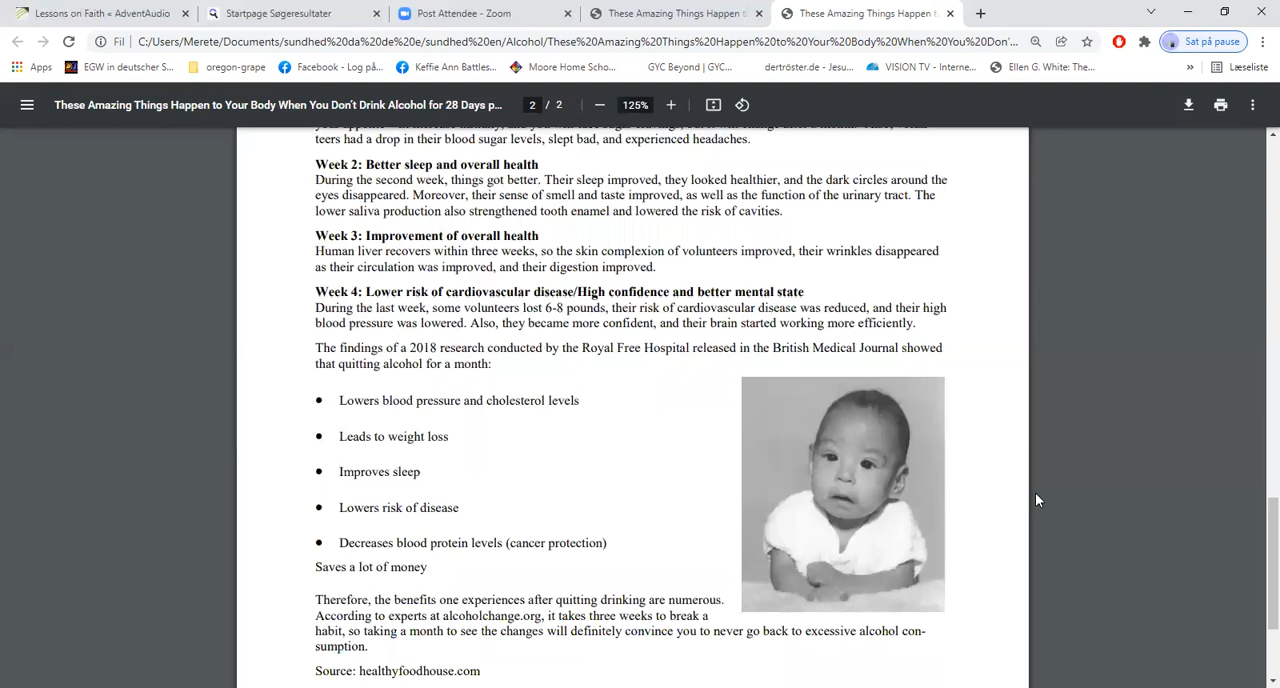 Lessons on Faith « AdventAudio
Startpage Søgeresultater
Post Attendee - Zoom
These Amazing Things Happen t
These Amazing Things Happen t
Fil
C:/Users/Merete/Documents/sundhed%20da%20de%20e/sundhed%20en/Alcohol/These%20Amazing%20Things%20Happen%20to%20Your%20Body%20When%20You%20Don'...
Sat på pause
Apps
EGW in deutscher S...
oregon-grape
Facebook - Log på...
Keffie Ann Battles...
Moore Home Scho...
GYC Beyond | GYC...
dertröster.de - Jesu...
VISION TV - Interne...
Ellen G. White: The...
»
Læseliste
These Amazing Things Happen to Your Body When You Don't Drink Alcohol for 28 Days p...
2 / 2
125%
teers had a drop in their blood sugar levels, slept bad, and experienced headaches.
Week 2: Better sleep and overall health
During the second week, things got better. Their sleep improved, they looked healthier, and the dark circles around the
eyes disappeared. Moreover, their sense of smell and taste improved, as well as the function of the urinary tract. The
lower saliva production also strengthened tooth enamel and lowered the risk of cavities.
Week 3: Improvement of overall health
Human liver recovers within three weeks, so the skin complexion of volunteers improved, their wrinkles disappeared
as their circulation was improved, and their digestion improved.
Week 4: Lower risk of cardiovascular disease/High confidence and better mental state
During the last week, some volunteers lost 6-8 pounds, their risk of cardiovascular disease was reduced, and their high
blood pressure was lowered. Also, they became more confident, and their brain started working more efficiently.
The findings of a 2018 research conducted by the Royal Free Hospital released in the British Medical Journal showed
that quitting alcohol for a month:
• Lowers blood pressure and cholesterol levels
• Leads to weight loss
• Improves sleep
• Lowers risk of disease
• Decreases blood protein levels (cancer protection)
Saves a lot of money
Therefore, the benefits one experiences after quitting drinking are numerous.
According to experts at alcoholchange.org, it takes three weeks to break a
habit, so taking a month to see the changes will definitely convince you to never go back to excessive alcohol con-
sumption.
Source: healthyfoodhouse.com